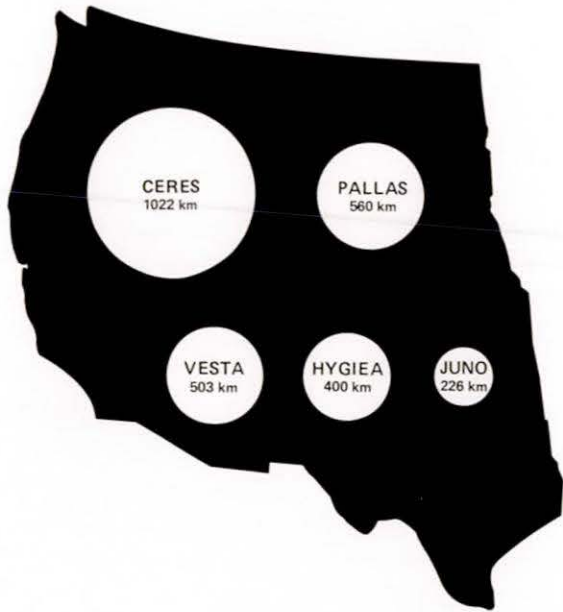 CERES
1022 km
PALLAS
560 km
VESTA
503 km
HYGIEA
400 km
JUNO
226 km